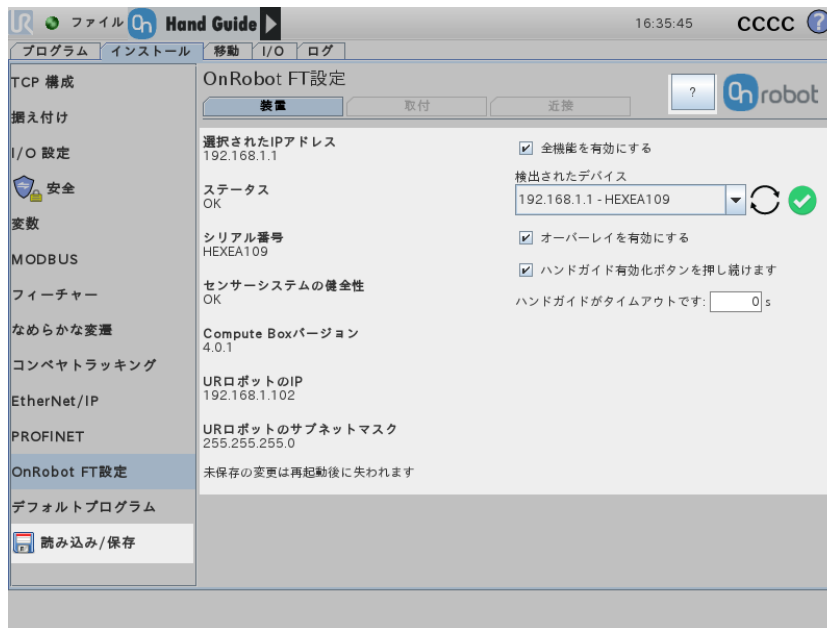 ファイル On Hand Guide 16:35:45 CCCC ?
プログラム インストール 移動 I/O ログ
TCP 構成
据え付け
I/O 設定
安全
変数
MODBUS
フィーチャー
なめらかな変遷
コンベヤトラッキング
EtherNet/IP
PROFINET
OnRobot FT設定
デフォルトプログラム
読み込み/保存
OnRobot FT設定
? On robot
装置 取付 近接
選択されたIPアドレス
192.168.1.1
ステータス
OK
シリアル番号
HEXEA109
センサーシステムの健全性
OK
Compute Boxバージョン
4.0.1
URロボットのIP
192.168.1.102
URロボットのサブネットマスク
255.255.255.0
未保存の変更は再起動後に失われます
全機能を有効にする
検出されたデバイス
192.168.1.1 - HEXEA109
オーバーレイを有効にする
ハンドガイド有効化ボタンを押し続けます
ハンドガイドがタイムアウトです: 0 s